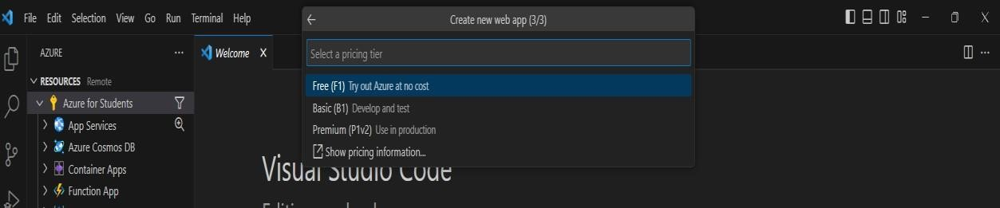 File Edit Selection View Go Run Terminal Help
Create new web app (3/3)
AZURE
Welcome
Select a pricing tier
RESOURCES Remote
Free (F1) Try out Azure at no cost
Azure for Students
Basic (B1) Develop and test
App Services
Premium (P1v2) Use in production
Azure Cosmos DB
Show pricing information...
Container Apps
Visual Studio Code
Function App